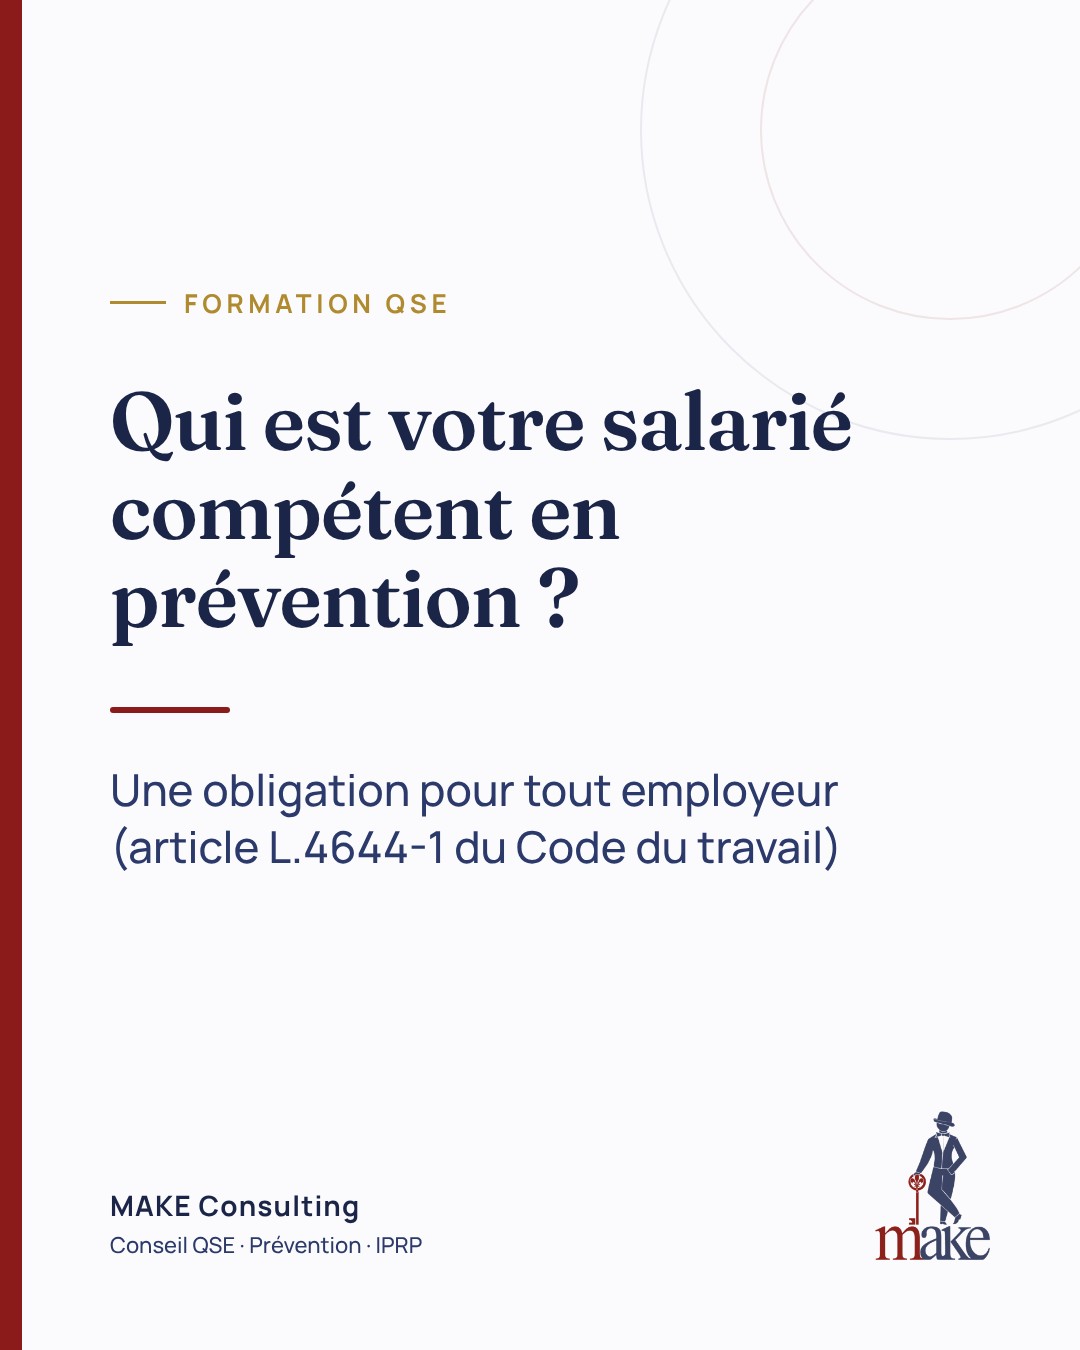 FORMATION QSE
Qui est votre salarié
compétent en
prévention ?
Une obligation pour tout employeur
(article L.4644-1 du Code du travail)
MAKE Consulting
Conseil QSE · Prévention · IPRP
make